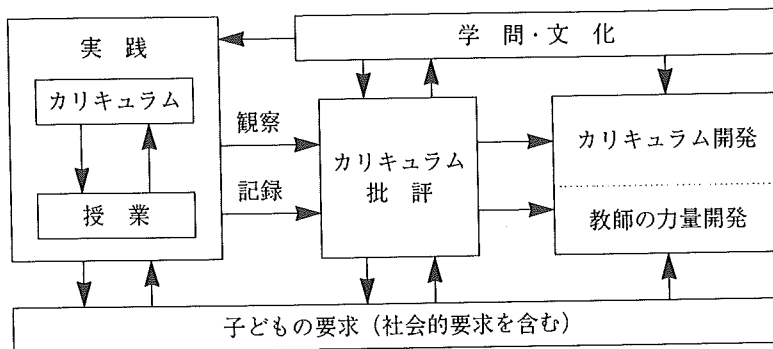 学問・文化
実践
カリキュラム
授業
観察
記録
カリキュラム
批評
カリキュラム開発
教師の力量開発
子どもの要求(社会的要求を含む)